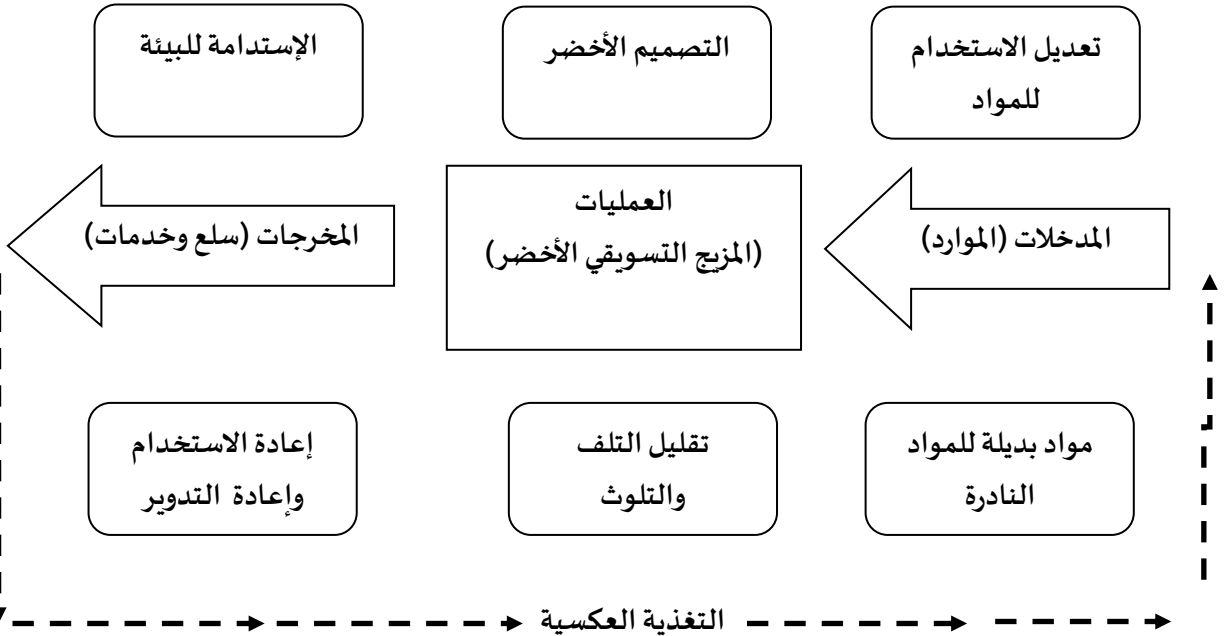 تعديل الاستخدام
للمواد
التصميم الأخضر
الإستدامة للبيئة
المدخلات (الموارد)
العمليات
(المزيج التسويقي الأخضر)
المخرجات (سلع وخدمات)
مواد بديلة للمواد
النادرة
تقليل التلف
والتلوث
إعادة الاستخدام
وإعادة التدوير
التغذية العكسية